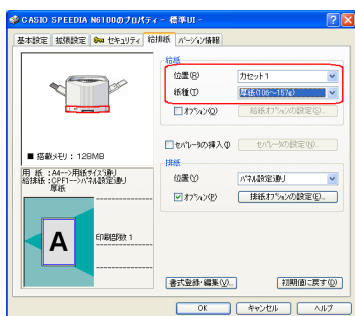 CASIO SPEEDIA N6100のプロパティ - 標準UI -
基本設定 拡張設定 セキュリティ 給排紙 バージョン情報
給紙
位置(R) カセット1
紙種(T) 厚紙(106～157g)
オプション(Q) 給紙オプションの設定(S)..
セパレータの挿入(I) セパレータの設定(N)..
■ 搭載メモリ：128MB
排紙
用 紙 ：A4-->用紙サイズ通り
給排紙：CPF1-->パネル設定通り
厚紙
位置(V) パネル設定通り
オプション(P) 排紙オプションの設定(E)..
A
印刷部数 1
書式登録・編集(V)... 初期値に戻す(D)
OK キャンセル ヘルプ